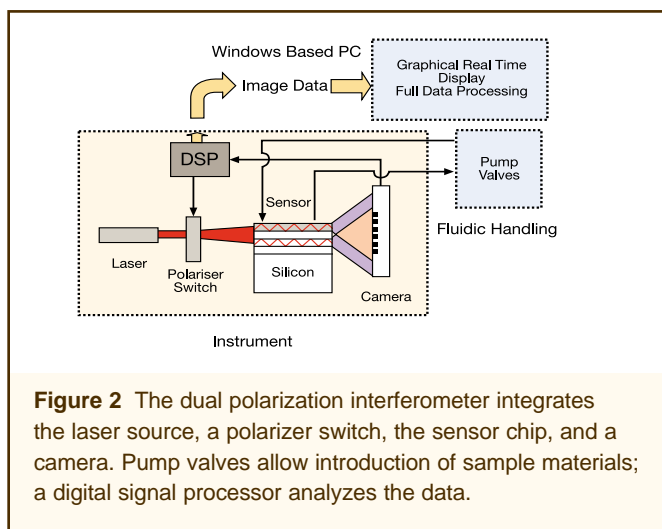 Windows Based PC
Image Data
Graphical Real Time
Display
Full Data Processing
DSP
Sensor
Pump
Valves
Fluidic Handling
Laser
Polariser
Switch
Silicon
Camera
Instrument
Figure 2 The dual polarization interferometer integrates
the laser source, a polarizer switch, the sensor chip, and a
camera. Pump valves allow introduction of sample materials;
a digital signal processor analyzes the data.